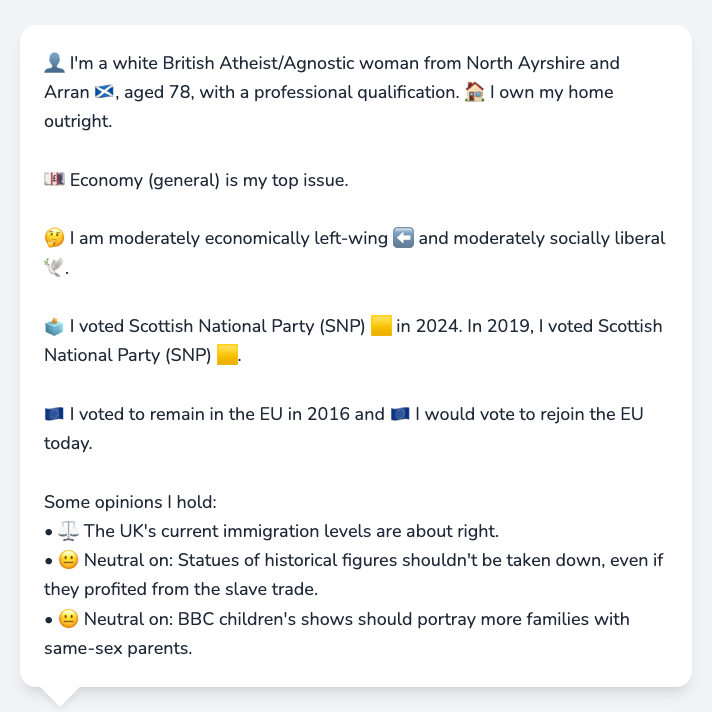 👤 I'm a white British Atheist/Agnostic woman from North Ayrshire and
Arran 🏴󠁧󠁢󠁳󠁣󠁴󠁿, aged 78, with a professional qualification. 🏠 I own my home
outright.
💷 Economy (general) is my top issue.
🤔 I am moderately economically left-wing ⬅️ and moderately socially liberal
🕊️.
🗳️ I voted Scottish National Party (SNP) 🟨 in 2024. In 2019, I voted Scottish
National Party (SNP) 🟨.
🇪🇺 I voted to remain in the EU in 2016 and 🇪🇺 I would vote to rejoin the EU
today.
Some opinions I hold:
• ⚖️ The UK's current immigration levels are about right.
• 😐 Neutral on: Statues of historical figures shouldn't be taken down, even if
they profited from the slave trade.
• 😐 Neutral on: BBC children's shows should portray more families with
same-sex parents.